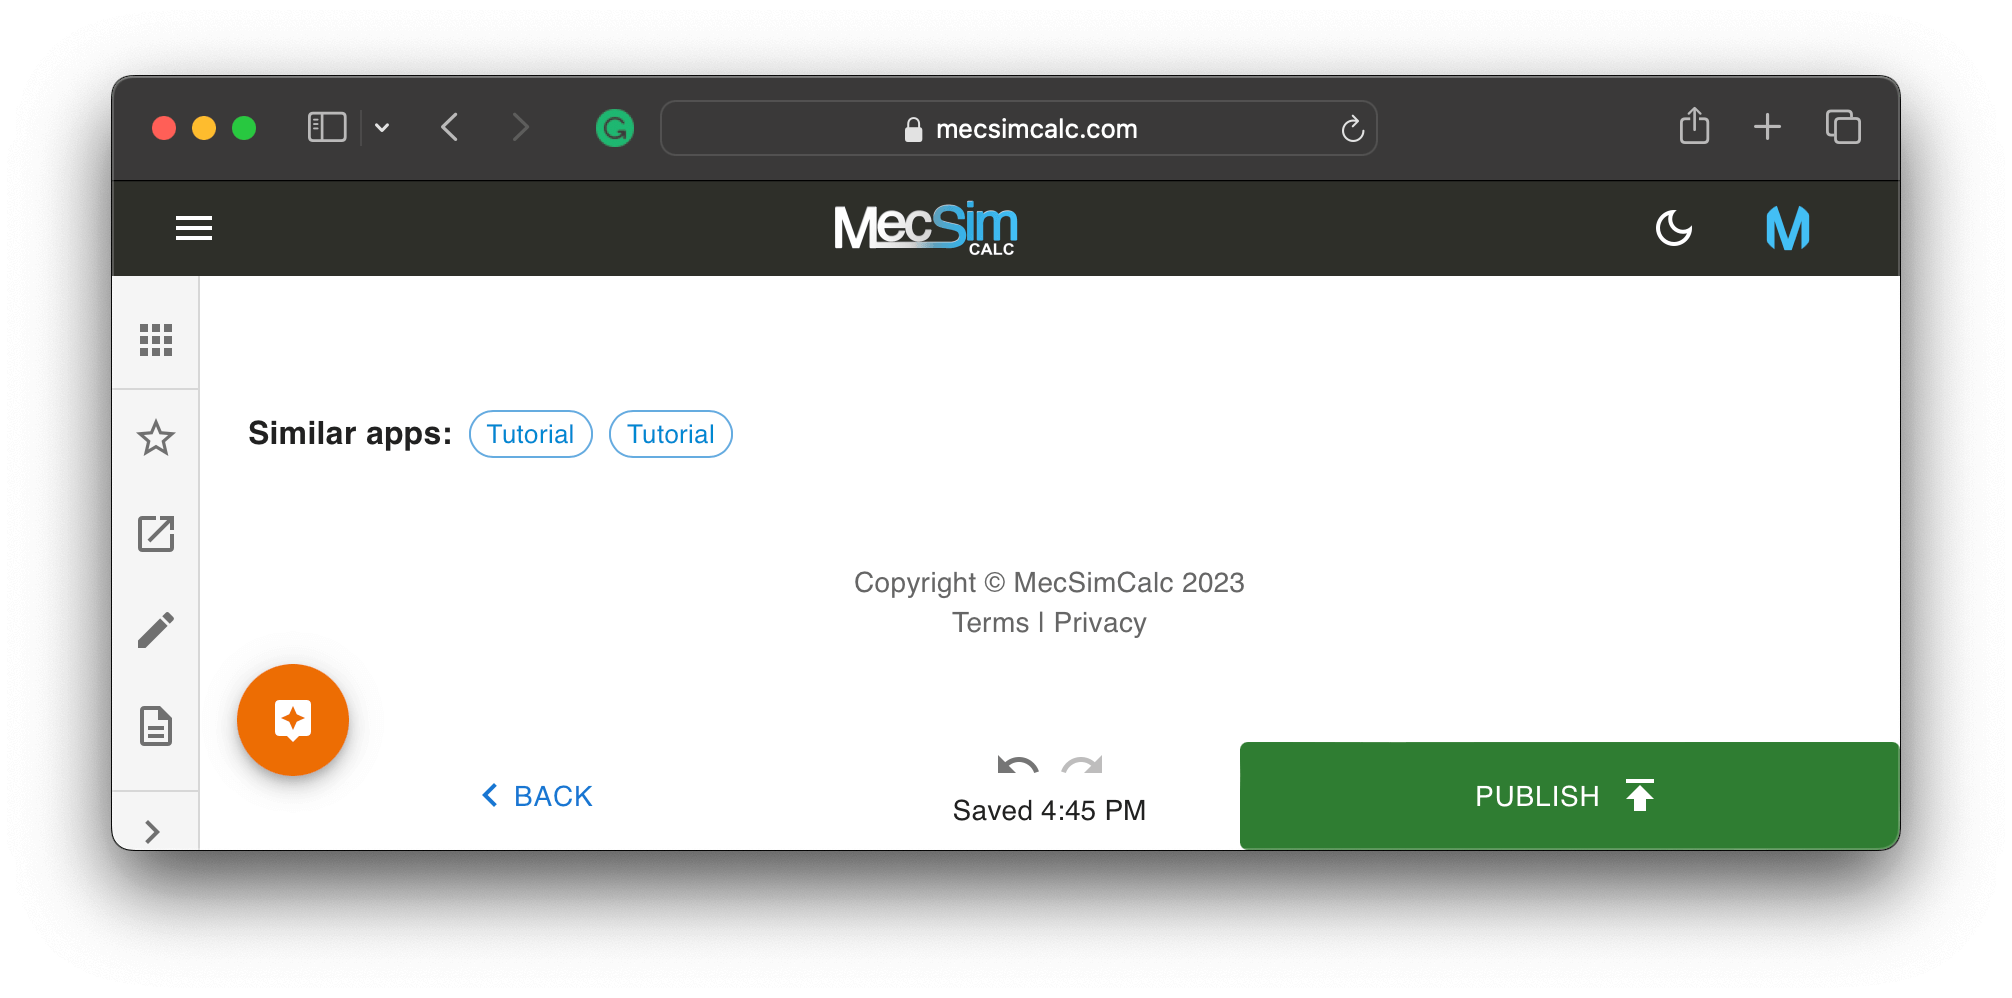 mecsimcalc.com
MecSim
CALC
Similar apps: Tutorial Tutorial
Copyright © MecSimCalc 2023
Terms | Privacy
BACK
Saved 4:45 PM
PUBLISH